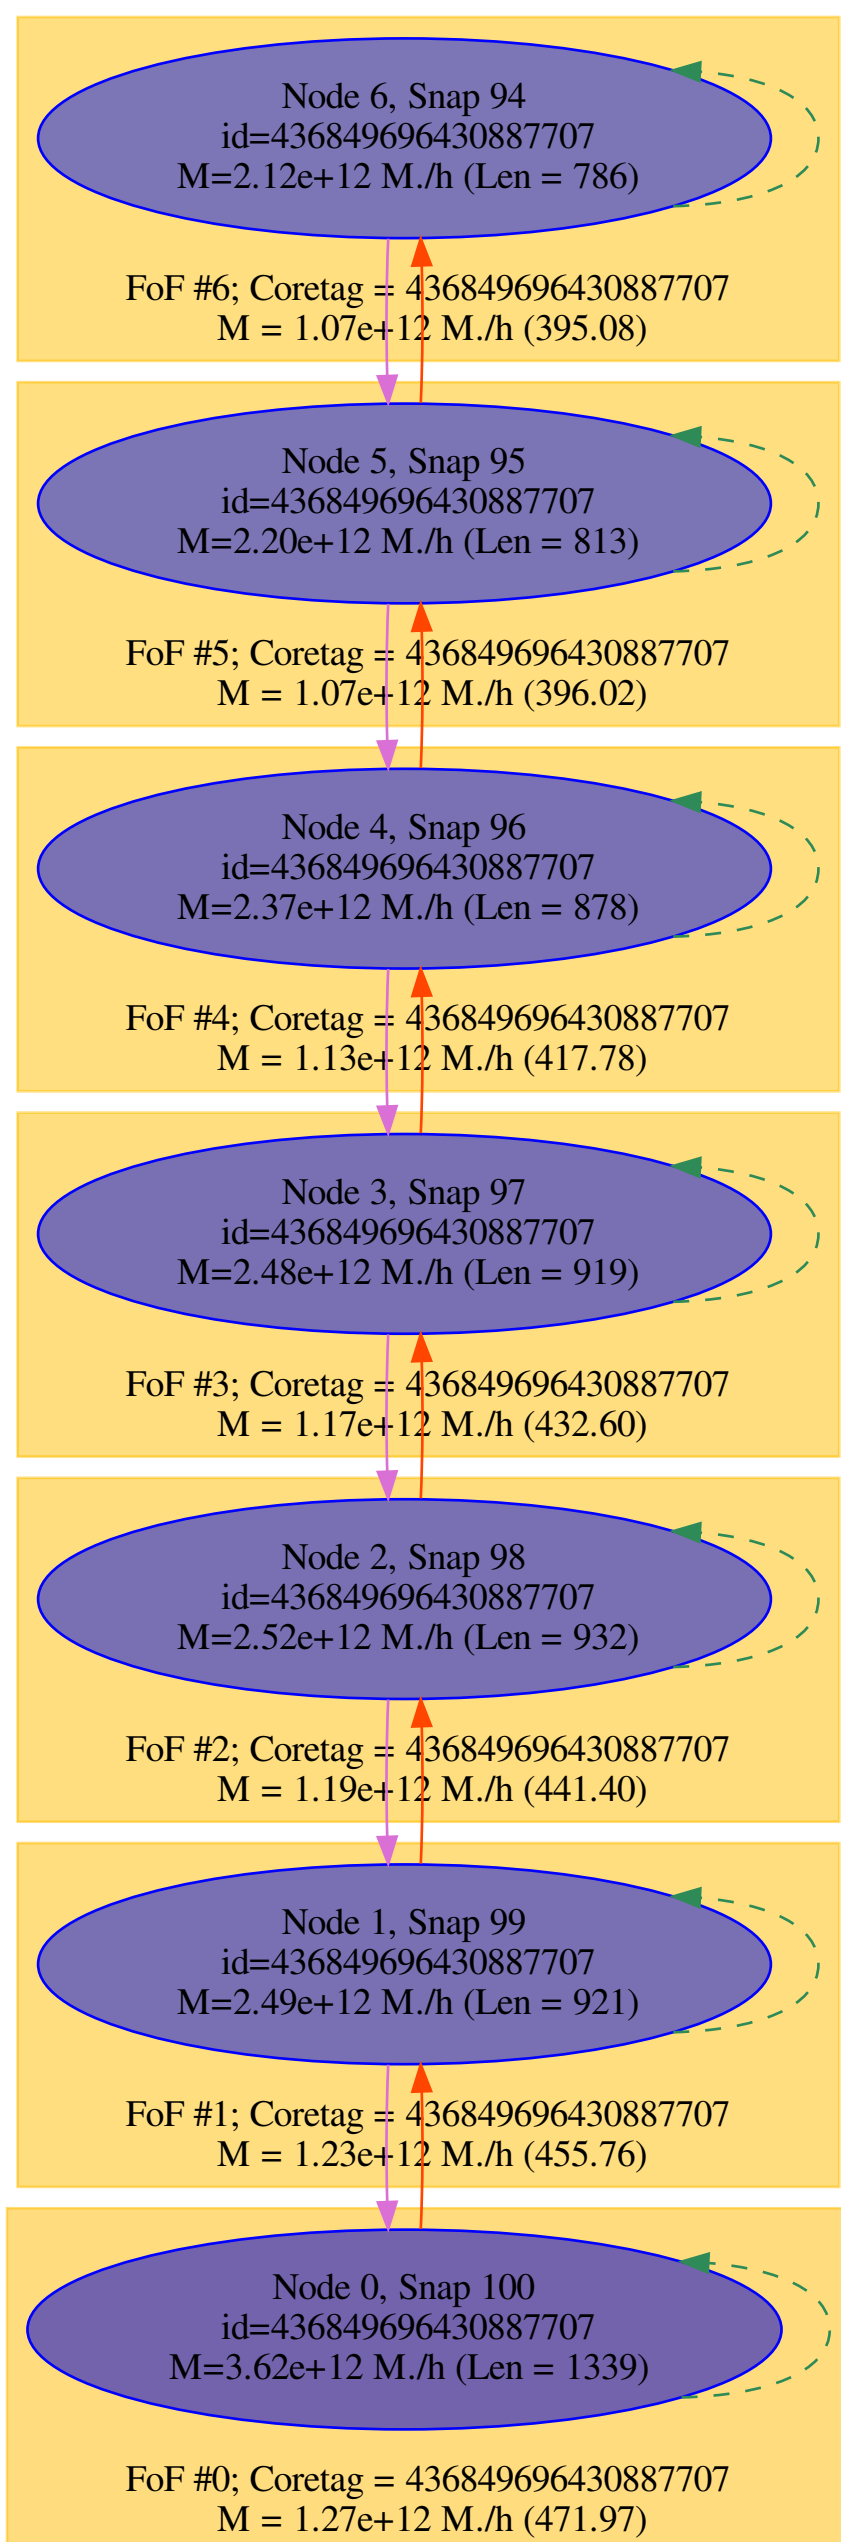 Node 6, Snap 94
id=436849696430887707
M=2.12e+12 M./h (Len = 786)
FoF #6; Coretag = 436849696430887707
M = 1.07e+12 M./h (395.08)
Node 5, Snap 95
id=436849696430887707
M=2.20e+12 M./h (Len = 813)
FoF #5; Coretag = 436849696430887707
M = 1.07e+12 M./h (396.02)
Node 4, Snap 96
id=436849696430887707
M=2.37e+12 M./h (Len = 878)
FoF #4; Coretag = 436849696430887707
M = 1.13e+12 M./h (417.78)
Node 3, Snap 97
id=436849696430887707
M=2.48e+12 M./h (Len = 919)
FoF #3; Coretag = 436849696430887707
M = 1.17e+12 M./h (432.60)
Node 2, Snap 98
id=436849696430887707
M=2.52e+12 M./h (Len = 932)
FoF #2; Coretag = 436849696430887707
M = 1.19e+12 M./h (441.40)
Node 1, Snap 99
id=436849696430887707
M=2.49e+12 M./h (Len = 921)
FoF #1; Coretag = 436849696430887707
M = 1.23e+12 M./h (455.76)
Node 0, Snap 100
id=436849696430887707
M=3.62e+12 M./h (Len = 1339)
FoF #0; Coretag = 436849696430887707
M = 1.27e+12 M./h (471.97)